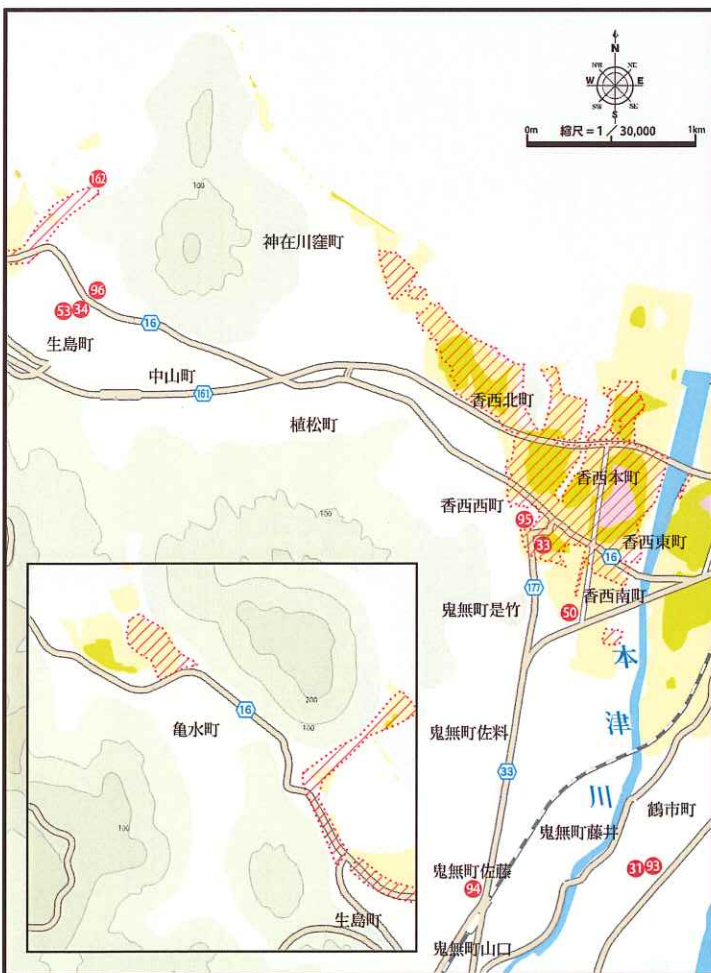 N
NW NE
W E
SW SE
S
0m 縮尺=1/30,000 1km
162
100
神在川窪町
96
53 34
16
生島町
中山町
161
植松町
香西北町
香西本町
香西西町
95
33
香西東町
16
100
177
香西南町
鬼無町是竹
50
本津川
200
100
16
亀水町
鬼無町佐料
33
100
鶴市町
鬼無町藤井
31 93
鬼無町佐藤
94
生島町
鬼無町山口